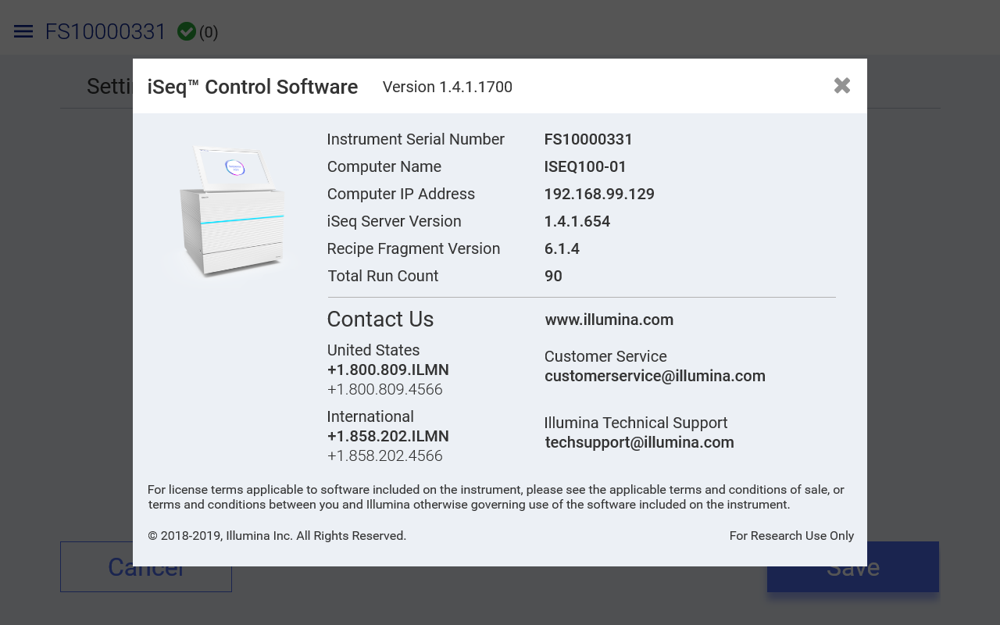 FS10000331 (0)
Setti
iSeq™ Control Software Version 1.4.1.1700
Instrument Serial Number FS10000331
Computer Name ISEQ100-01
Computer IP Address 192.168.99.129
iSeq Server Version 1.4.1.654
Recipe Fragment Version 6.1.4
Total Run Count 90
Contact Us www.illumina.com
United States
+1.800.809.ILMN
+1.800.809.4566
Customer Service
customerservice@illumina.com
International
+1.858.202.ILMN
+1.858.202.4566
Illumina Technical Support
techsupport@illumina.com
For license terms applicable to software included on the instrument, please see the applicable terms and conditions of sale, or
terms and conditions between you and Illumina otherwise governing use of the software included on the instrument.
© 2018-2019, Illumina Inc. All Rights Reserved. For Research Use Only
Cancel Save